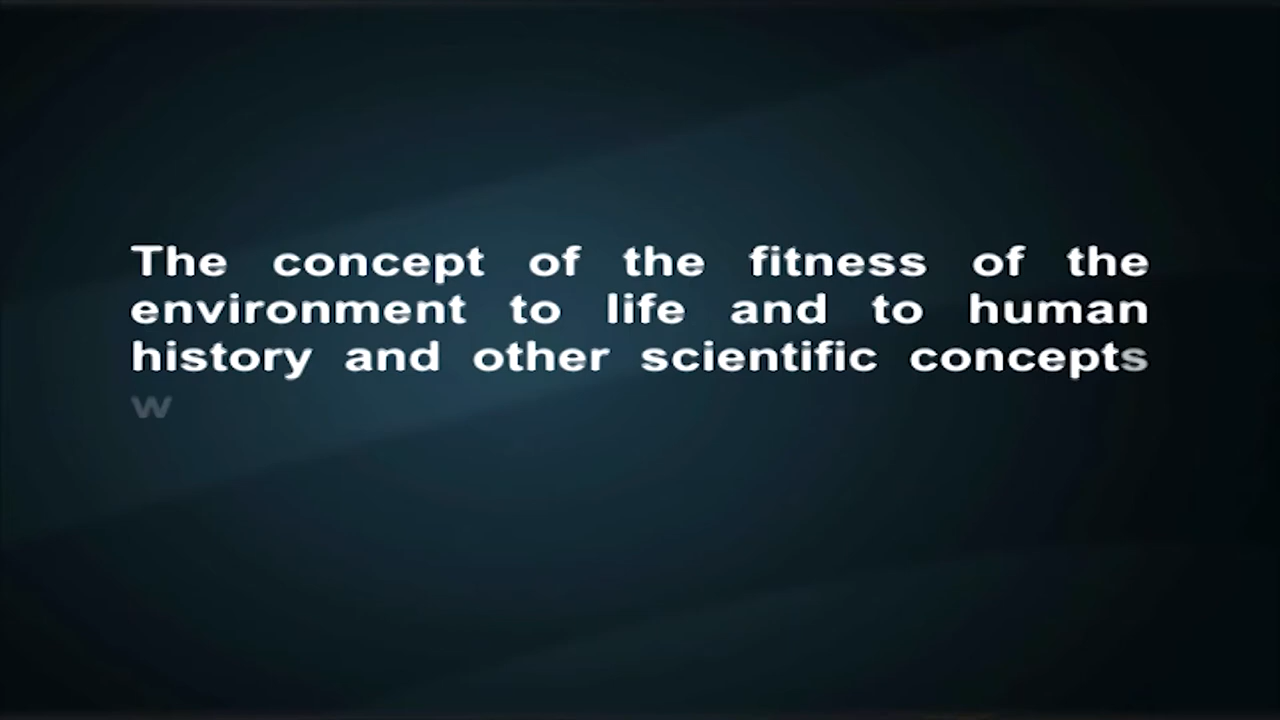 The concept of the fitness of the
environment to life and to human
history and other scientific concepts
w